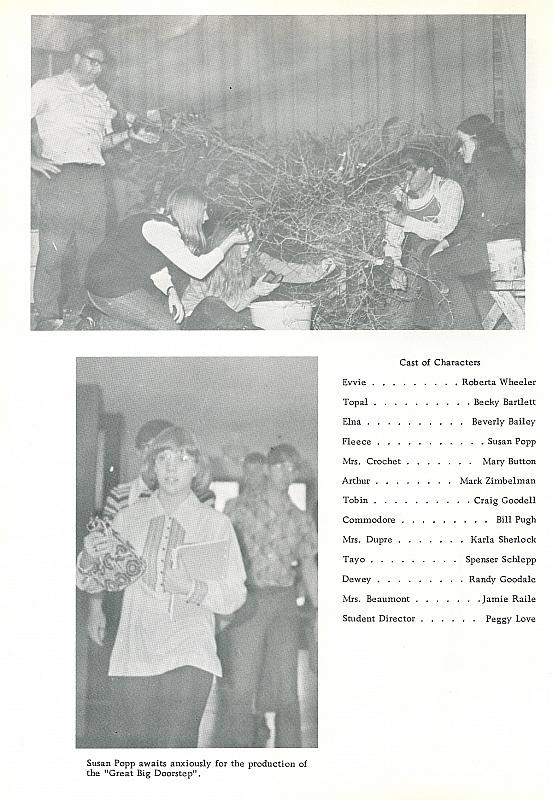 Cast of Characters
Evvie . . . . . . . . . Roberta Wheeler
Topal . . . . . . . . . . Becky Bartlett
Elna . . . . . . . . . . Beverly Bailey
Fleece . . . . . . . . . . . Susan Popp
Mrs. Crochet . . . . . . . Mary Button
Arthur . . . . . . . . Mark Zimbelman
Tobin . . . . . . . . . . Craig Goodell
Commodore . . . . . . . . . Bill Pugh
Mrs. Dupre . . . . . . . Karla Sherlock
Tayo . . . . . . . . . Spenser Schlepp
Dewey . . . . . . . . . Randy Goodale
Mrs. Beaumont . . . . . . . Jamie Raile
Student Director . . . . . . Peggy Love
Susan Popp awaits anxiously for the production of
the "Great Big Doorstep".